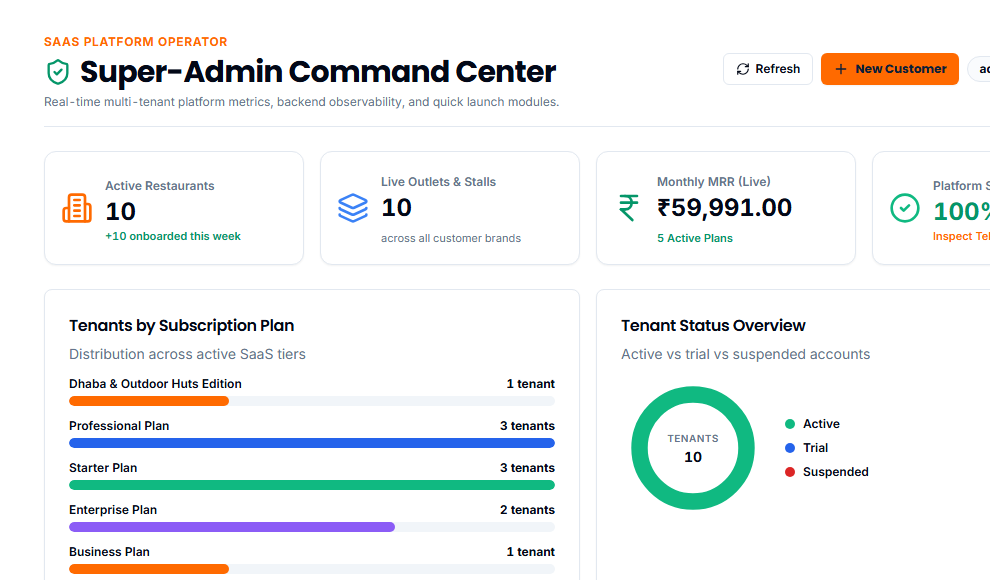 SAAS PLATFORM OPERATOR
Super-Admin Command Center
Real-time multi-tenant platform metrics, backend observability, and quick launch modules.
Refresh
+ New Customer
Active Restaurants
10
+10 onboarded this week
Live Outlets & Stalls
10
across all customer brands
Monthly MRR (Live)
₹59,991.00
5 Active Plans
Platform
100%
Inspect
Tenants by Subscription Plan
Distribution across active SaaS tiers
Dhaba & Outdoor Huts Edition 1 tenant
Professional Plan 3 tenants
Starter Plan 3 tenants
Enterprise Plan 2 tenants
Business Plan 1 tenant
Tenant Status Overview
Active vs trial vs suspended accounts
TENANTS
10
Active
Trial
Suspended